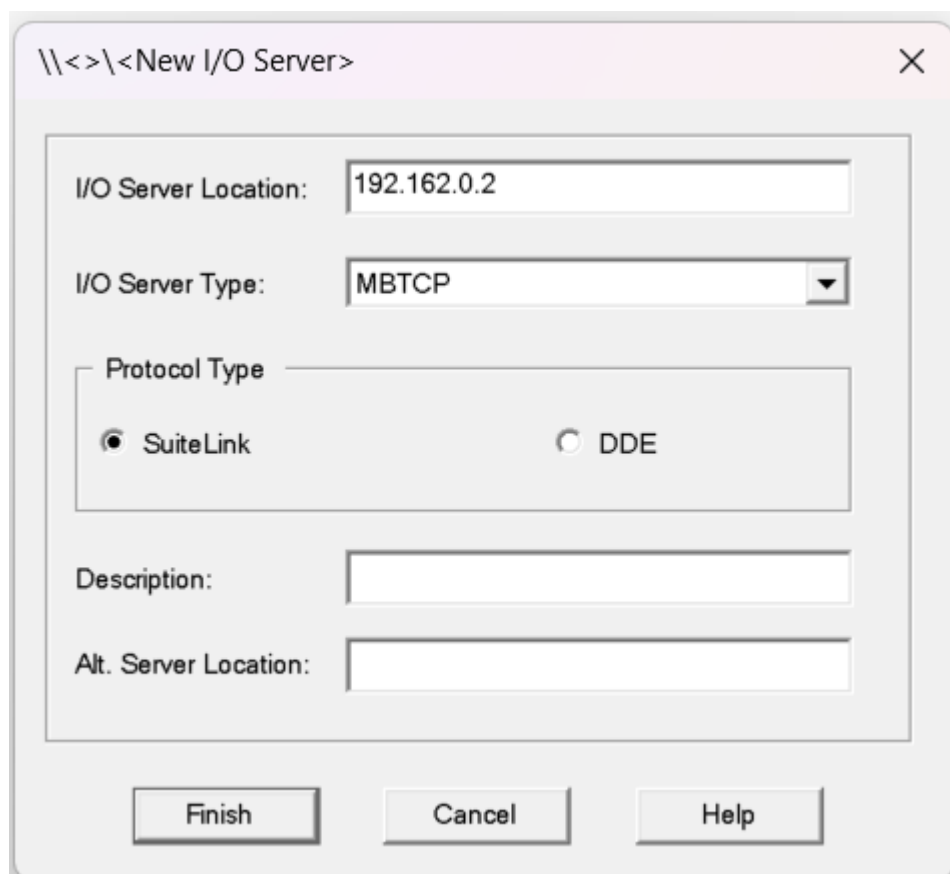 \\<>\<New I/O Server>
I/O Server Location: 192.162.0.2
I/O Server Type: MBTCP
Protocol Type
SuiteLink DDE
Description:
Alt. Server Location:
Finish Cancel Help